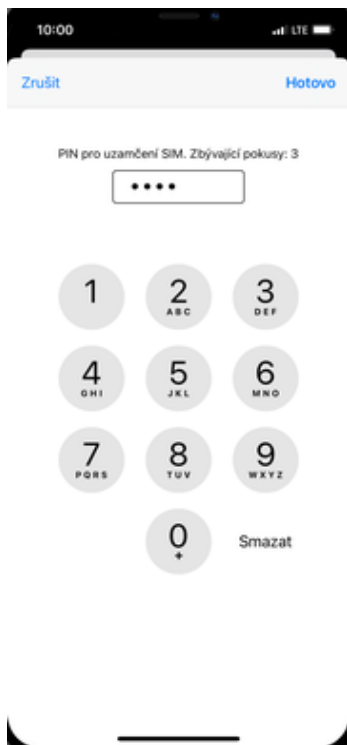 10:00 LTE
Zrušit Hotovo
PIN pro uzamčení SIM. Zbývající pokusy: 3
••••
1 2 3
ABC DEF
4 5 6
GHI JKL MNO
7 8 9
PQRS TUV WXYZ
0 Smazat
+